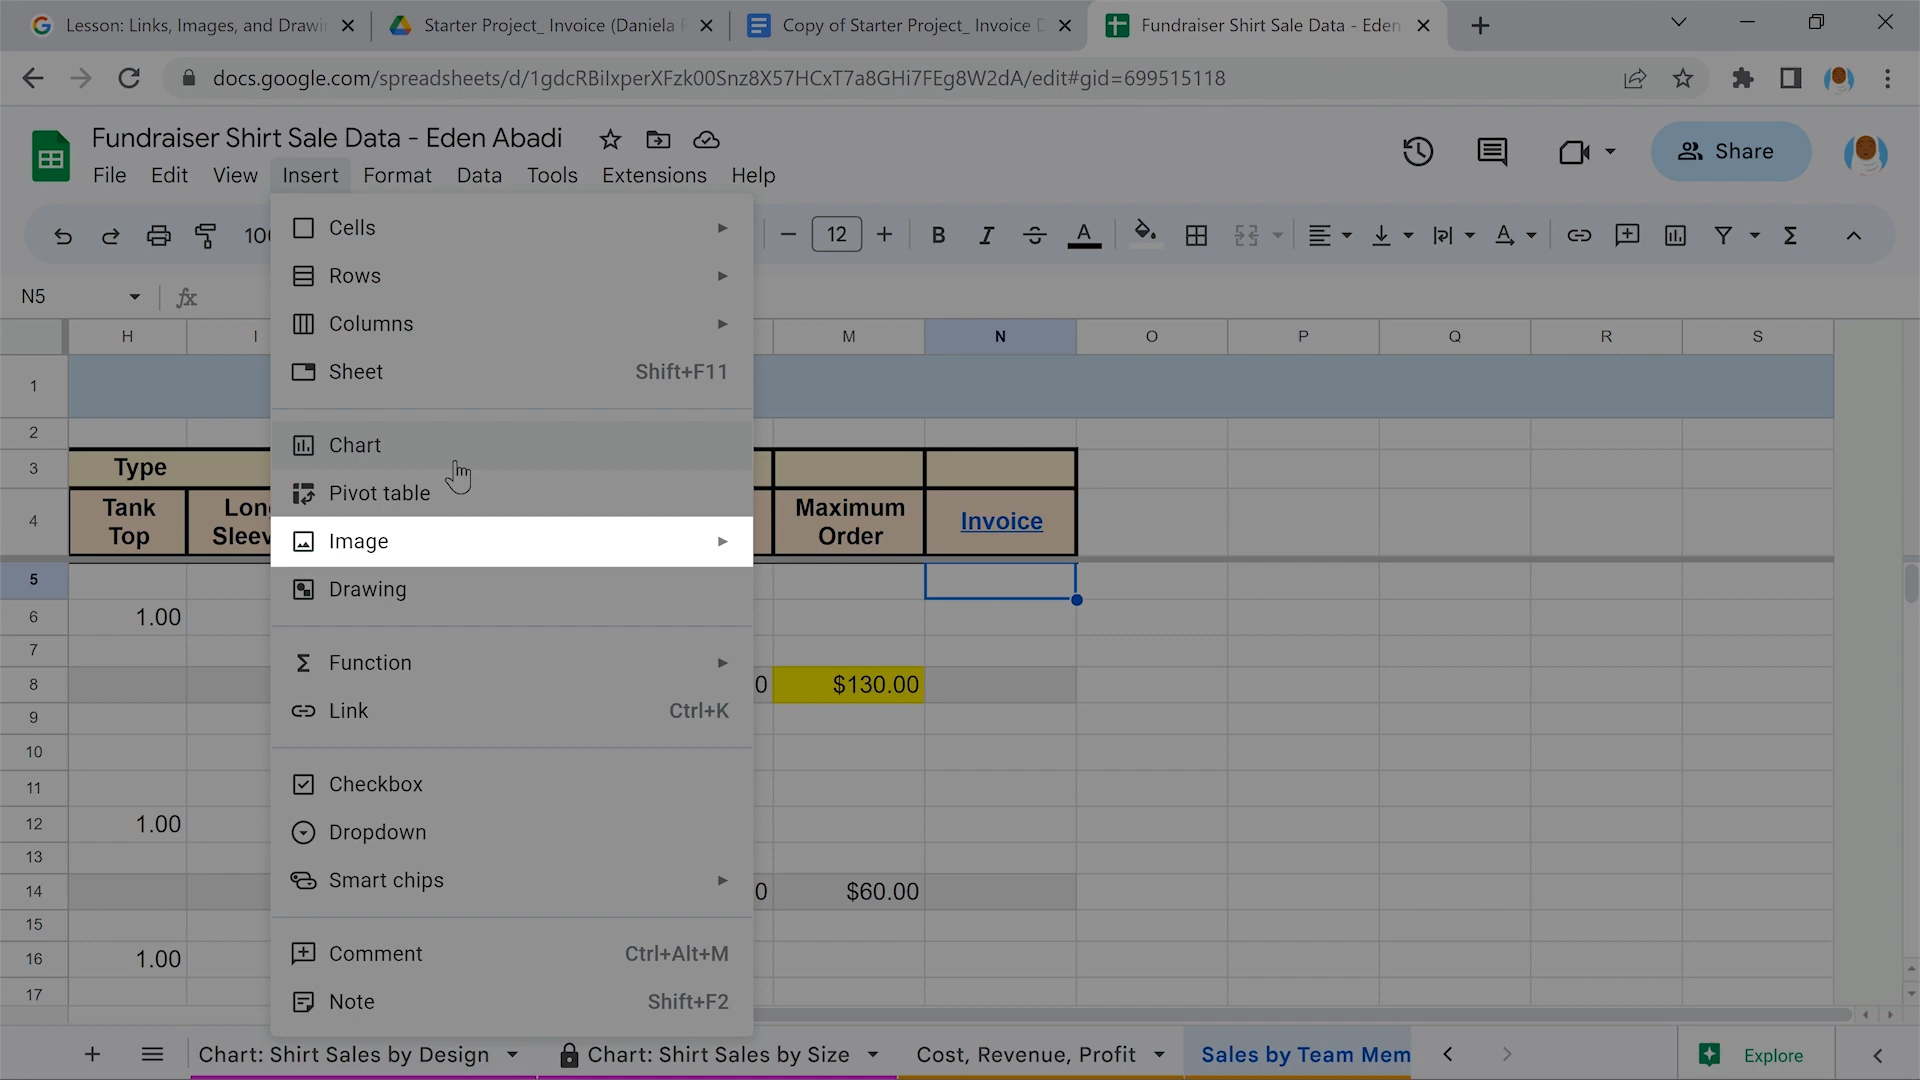 Lesson: Links, Images, and Drawi
Starter Project_ Invoice (Daniela
Copy of Starter Project_ Invoice
Fundraiser Shirt Sale Data - Eden
docs.google.com/spreadsheets/d/1gdcRBiIxperXFzk00Snz8X57HCxT7a8GHi7FEg8W2dA/edit#gid=699515118
Fundraiser Shirt Sale Data - Eden Abadi
File Edit View Insert Format Data Tools Extensions Help
Share
12
N5
fx
Cells
Rows
Columns
Sheet Shift+F11
Chart
Pivot table
Image
Drawing
Function
Link Ctrl+K
Checkbox
Dropdown
Smart chips
Comment Ctrl+Alt+M
Note Shift+F2
H I M N O P Q R S
1
2
3 Type
4 Tank Top Maximum Order Invoice
5
6 1.00
7
8 0 $130.00
9
10
11
12 1.00
13
14 0 $60.00
15
16 1.00
17
Chart: Shirt Sales by Design
Chart: Shirt Sales by Size
Cost, Revenue, Profit
Sales by Team Mem
Explore